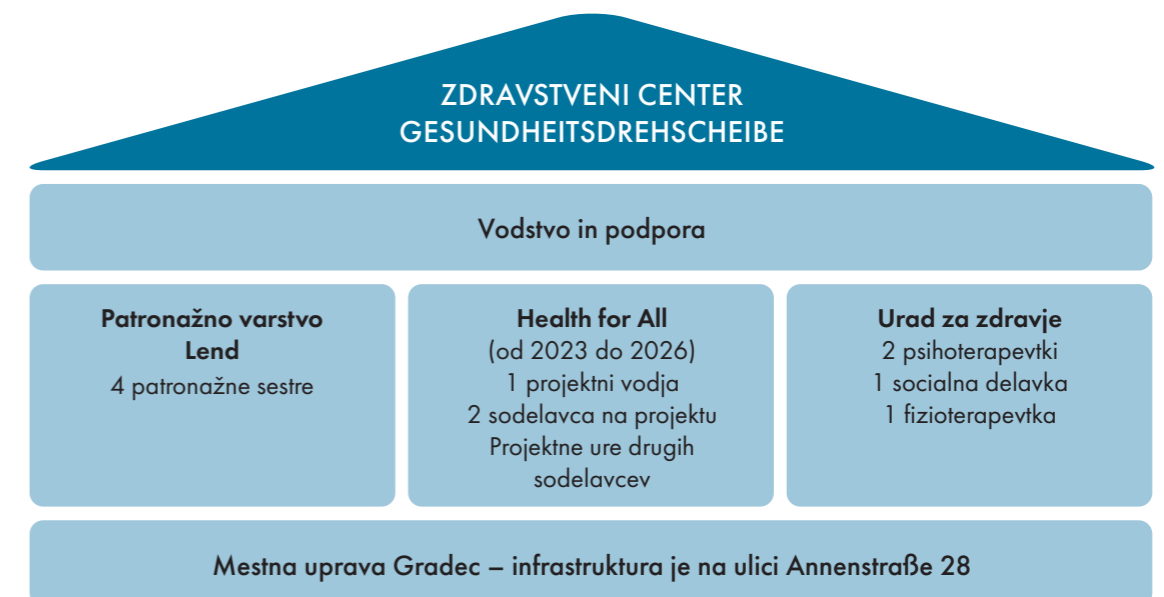 ZDRAVSTVENI CENTER
GESUNDHEITSDREHSCHEIBE
Vodstvo in podpora
Patronažno varstvo
Lend
4 patronažne sestre
Health for All
(od 2023 do 2026)
1 projektni vodja
2 sodelavca na projektu
Projektne ure drugih
sodelavcev
Urad za zdravje
2 psihoterapevtki
1 socialna delavka
1 fizioterapevtka
Mestna uprava Gradec – infrastruktura je na ulici Annenstraße 28